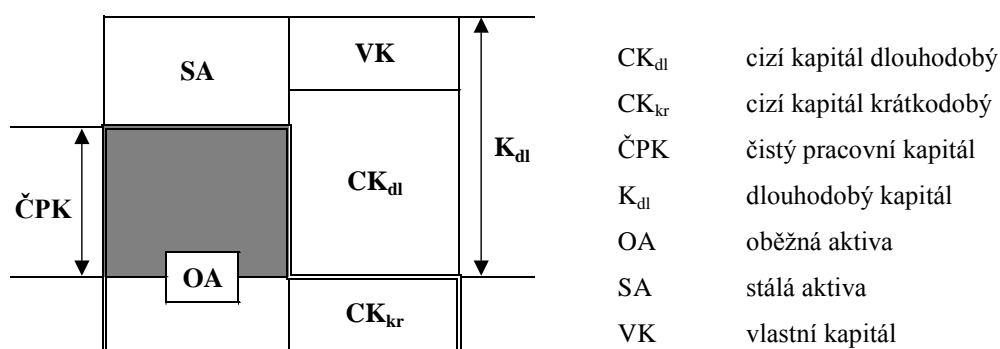 SA
VK
ČPK
K_dl
CK_dl
OA
CK_kr
CK_dl cizí kapitál dlouhodobý
CK_kr cizí kapitál krátkodobý
ČPK čistý pracovní kapitál
K_dl dlouhodobý kapitál
OA oběžná aktiva
SA stálá aktiva
VK vlastní kapitál